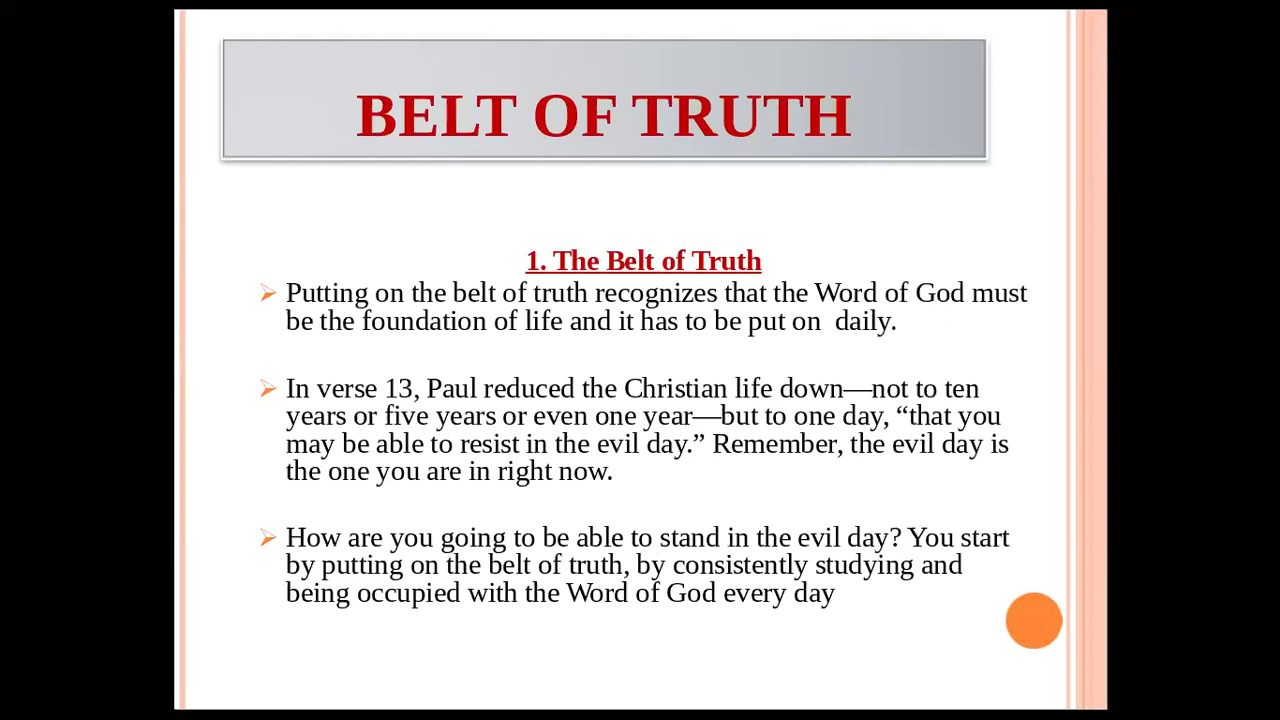 BELT OF TRUTH
1. The Belt of Truth
Putting on the belt of truth recognizes that the Word of God must
be the foundation of life and it has to be put on  daily.
In verse 13, Paul reduced the Christian life down—not to ten
years or five years or even one year—but to one day, “that you
may be able to resist in the evil day.” Remember, the evil day is
the one you are in right now.
How are you going to be able to stand in the evil day? You start
by putting on the belt of truth, by consistently studying and
being occupied with the Word of God every day